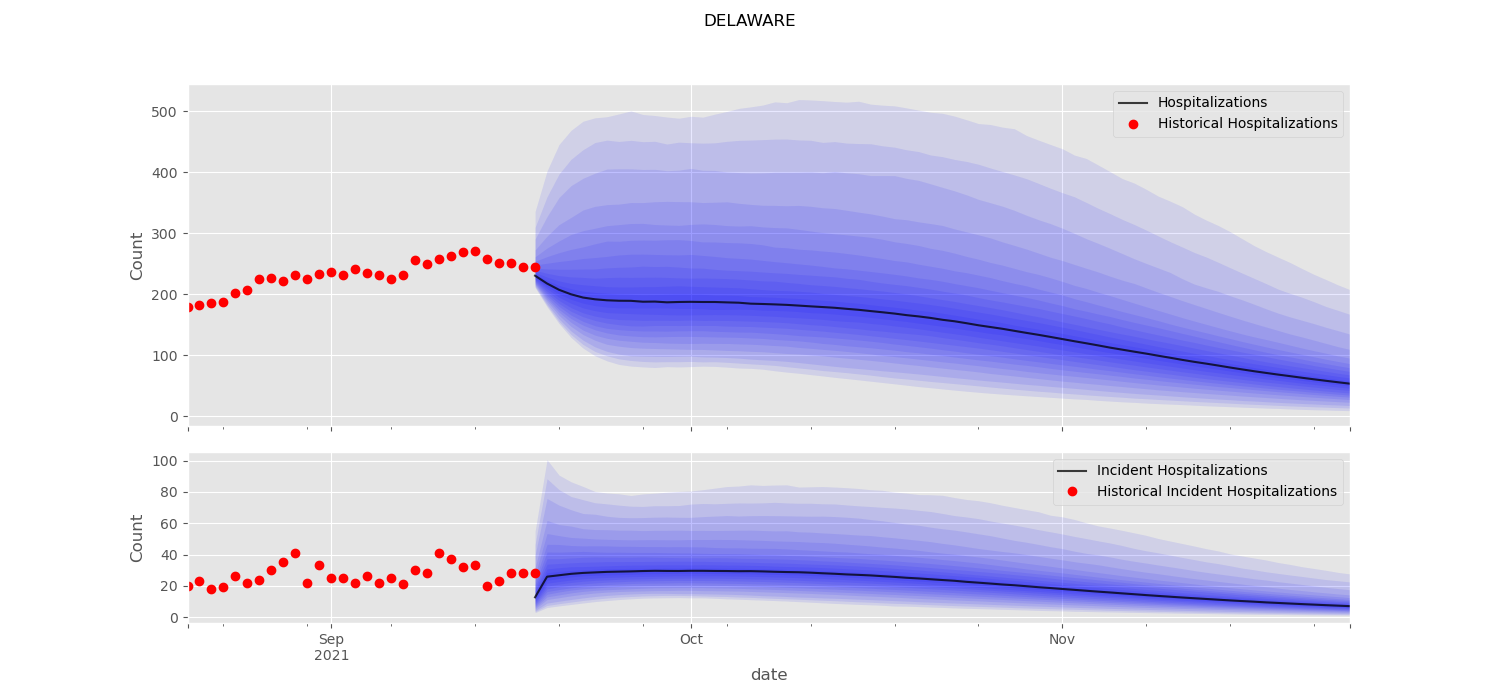 DELAWARE
500
400
300
200
100
0
Count
Hospitalizations
Historical Hospitalizations
100
80
60
40
20
0
Count
Incident Hospitalizations
Historical Incident Hospitalizations
Sep
2021
Oct
Nov
date